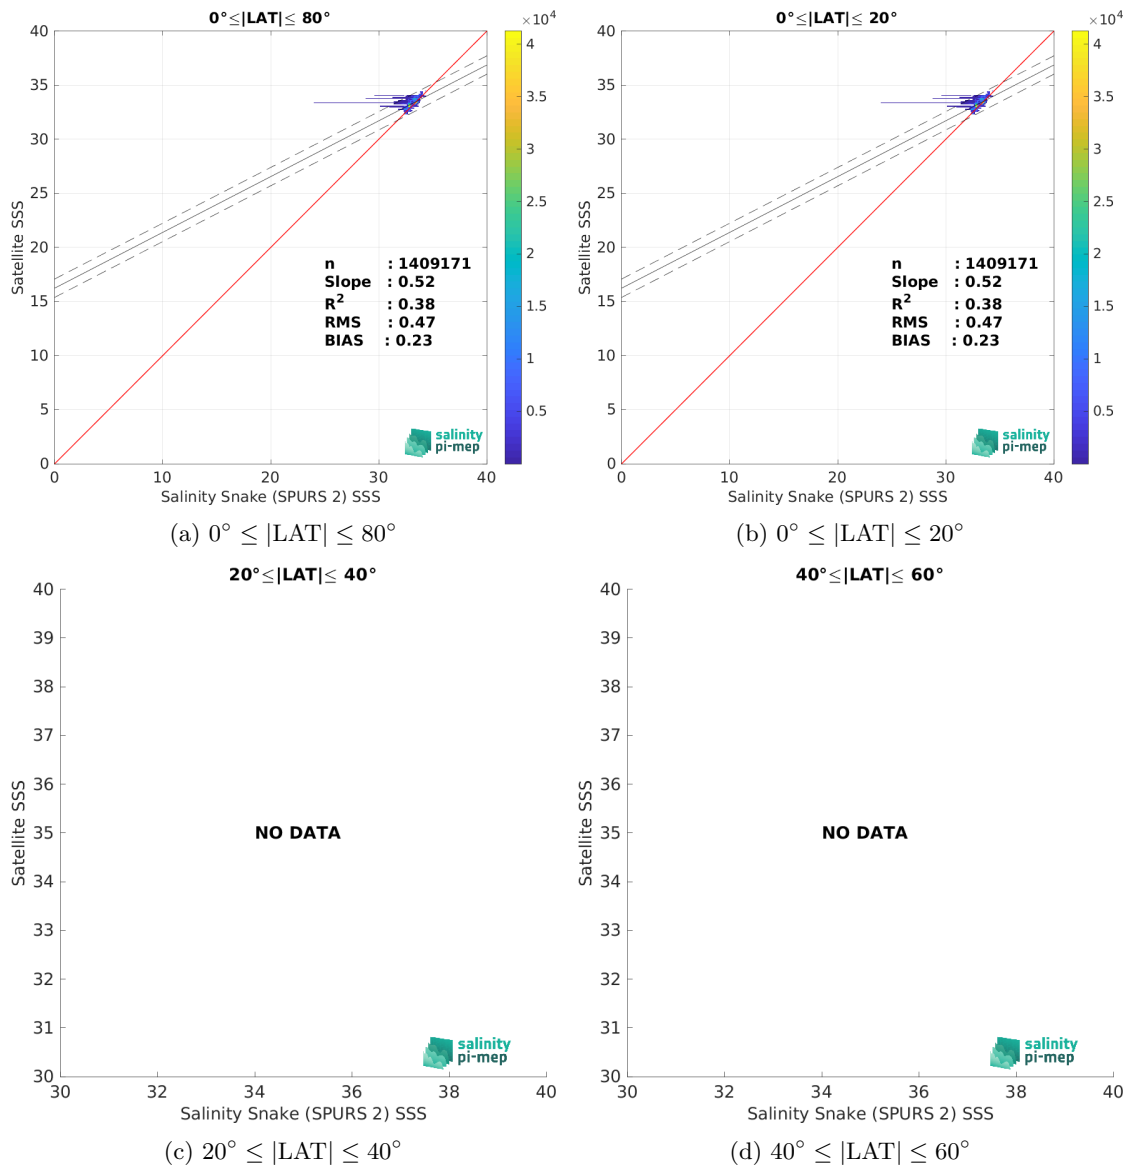 0°≤|LAT|≤ 80°
×10⁴
40
35
30
25
20
15
10
5
0
Satellite SSS
n : 1409171
Slope : 0.52
R² : 0.38
RMS : 0.47
BIAS : 0.23
salinity
pi-mep
0 10 20 30 40
Salinity Snake (SPURS 2) SSS
4
3.5
3
2.5
2
1.5
1
0.5
(a) 0° ≤ |LAT| ≤ 80°
0°≤|LAT|≤ 20°
×10⁴
40
35
30
25
20
15
10
5
0
Satellite SSS
n : 1409171
Slope : 0.52
R² : 0.38
RMS : 0.47
BIAS : 0.23
salinity
pi-mep
0 10 20 30 40
Salinity Snake (SPURS 2) SSS
4
3.5
3
2.5
2
1.5
1
0.5
(b) 0° ≤ |LAT| ≤ 20°
20°≤|LAT|≤ 40°
40
39
38
37
36
35
34
33
32
31
30
Satellite SSS
NO DATA
salinity
pi-mep
30 32 34 36 38 40
Salinity Snake (SPURS 2) SSS
(c) 20° ≤ |LAT| ≤ 40°
40°≤|LAT|≤ 60°
40
39
38
37
36
35
34
33
32
31
30
Satellite SSS
NO DATA
salinity
pi-mep
30 32 34 36 38 40
Salinity Snake (SPURS 2) SSS
(d) 40° ≤ |LAT| ≤ 60°